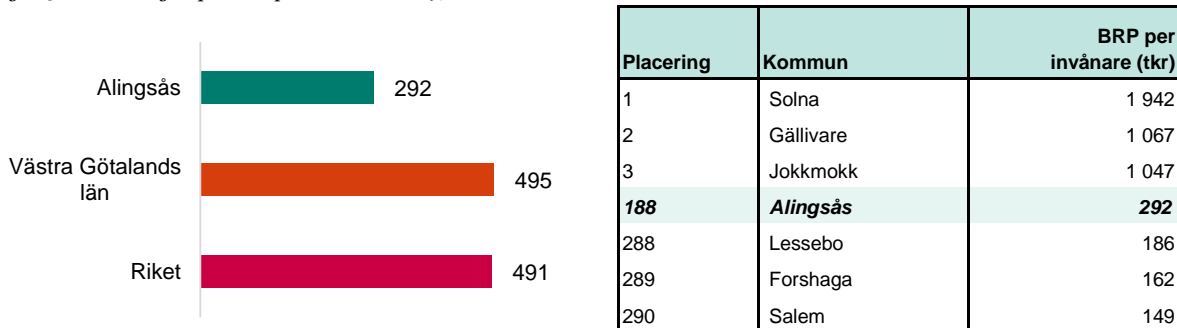 Alingsås 292
Västra Götalands
län 495
Riket 491
Placering Kommun BRP per
invånare (tkr)
1 Solna 1 942
2 Gällivare 1 067
3 Jokkmokk 1 047
188 Alingsås 292
288 Lessebo 186
289 Forshaga 162
290 Salem 149